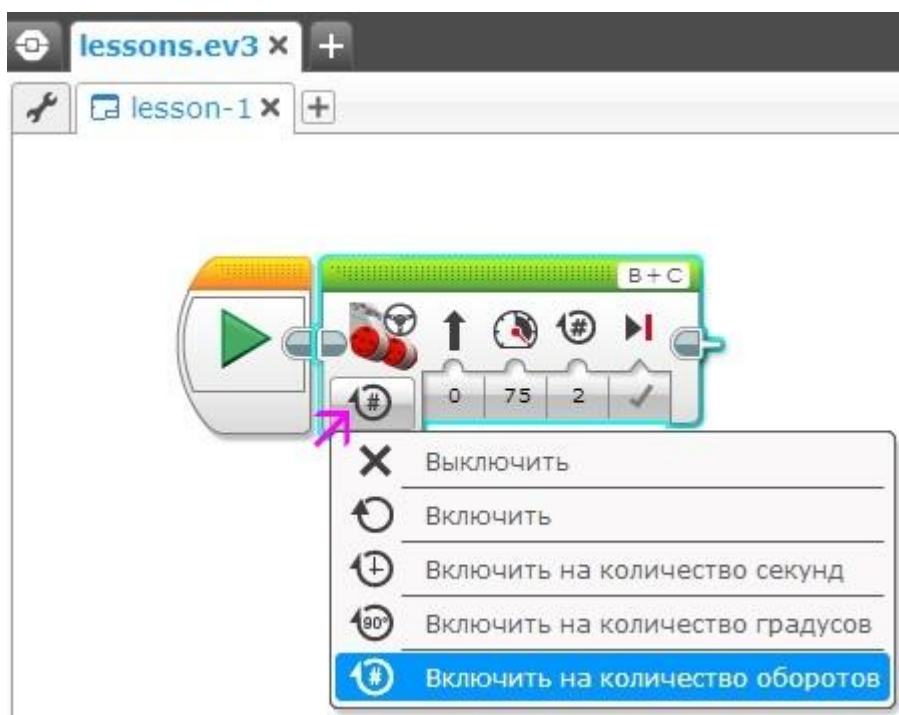 lessons.ev3
lesson-1
B+C
#
0 75 2
#
Выключить
Включить
Включить на количество секунд
90° Включить на количество градусов
# Включить на количество оборотов